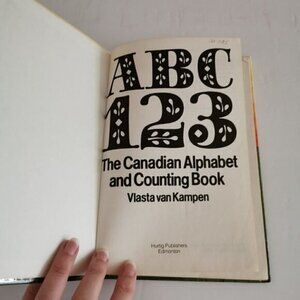 ABC
123
The Canadian Alphabet
and Counting Book
Vlasta van Kampen
Hurtig Publishers
Edmonton